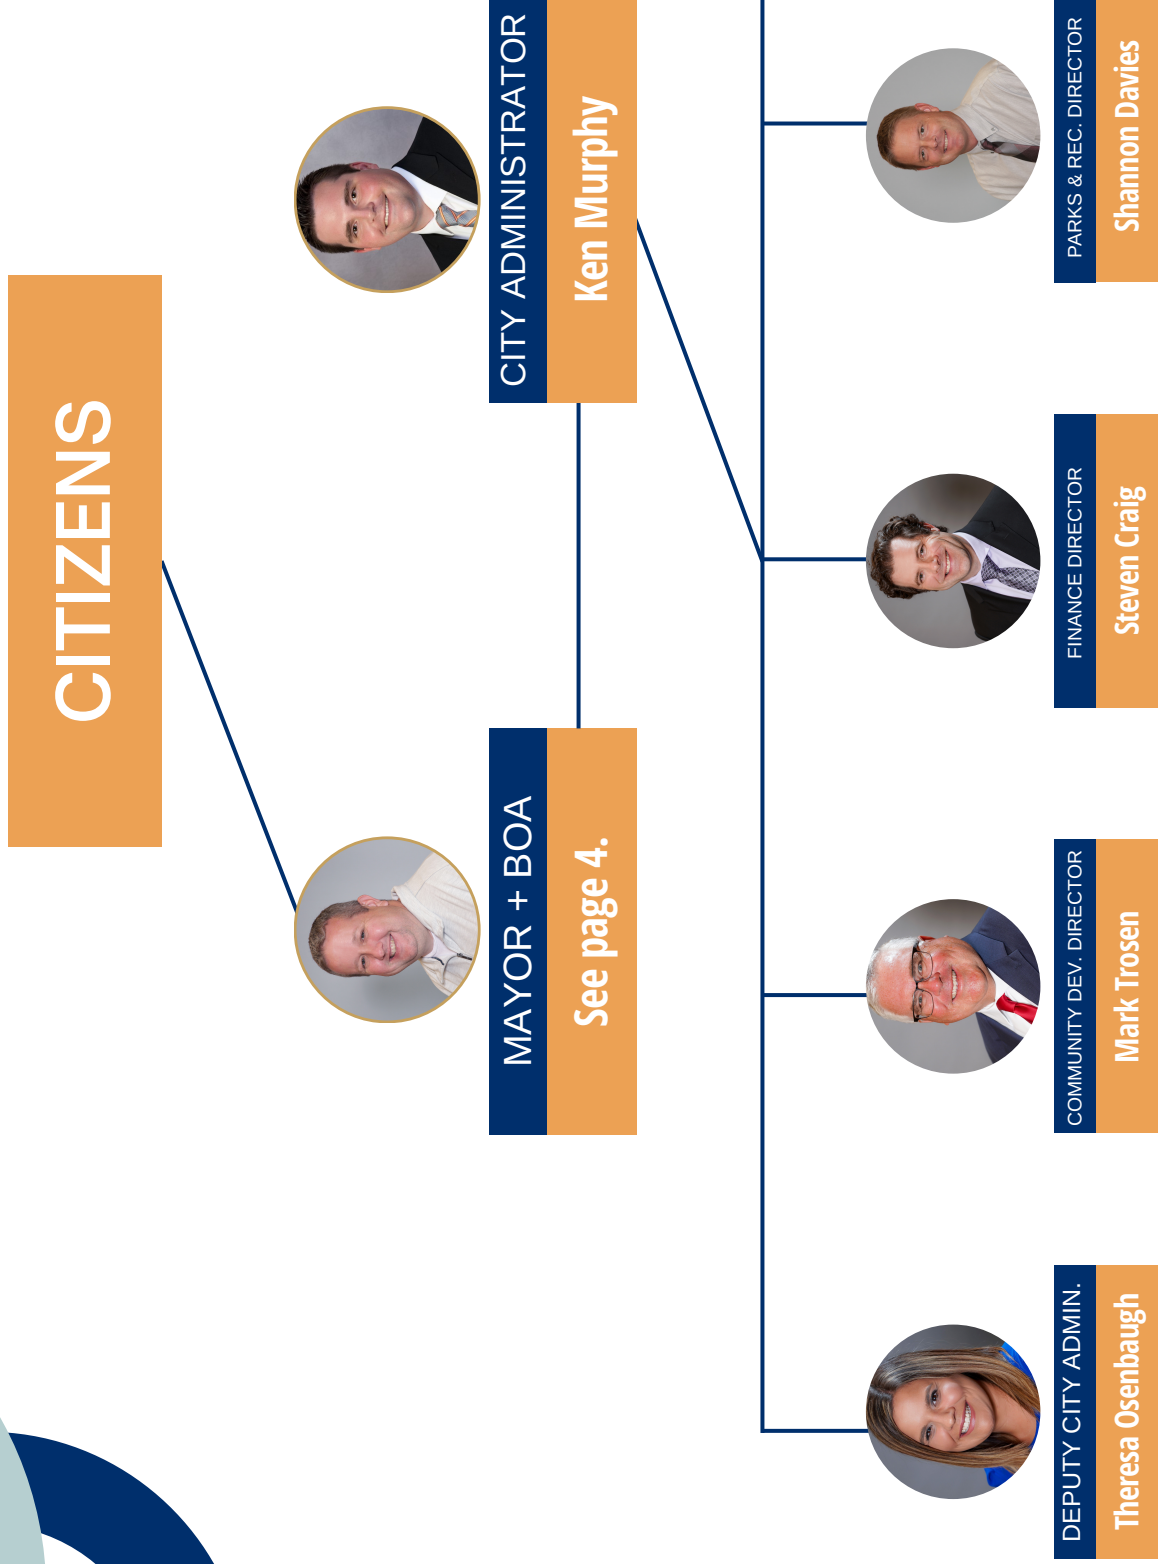 CITIZENS
MAYOR + BOA
See page 4.
CITY ADMINISTRATOR
Ken Murphy
DEPUTY CITY ADMIN.
Theresa Osenbaugh
COMMUNITY DEV. DIRECTOR
Mark Trosen
FINANCE DIRECTOR
Steven Craig
PARKS & REC. DIRECTOR
Shannon Davies